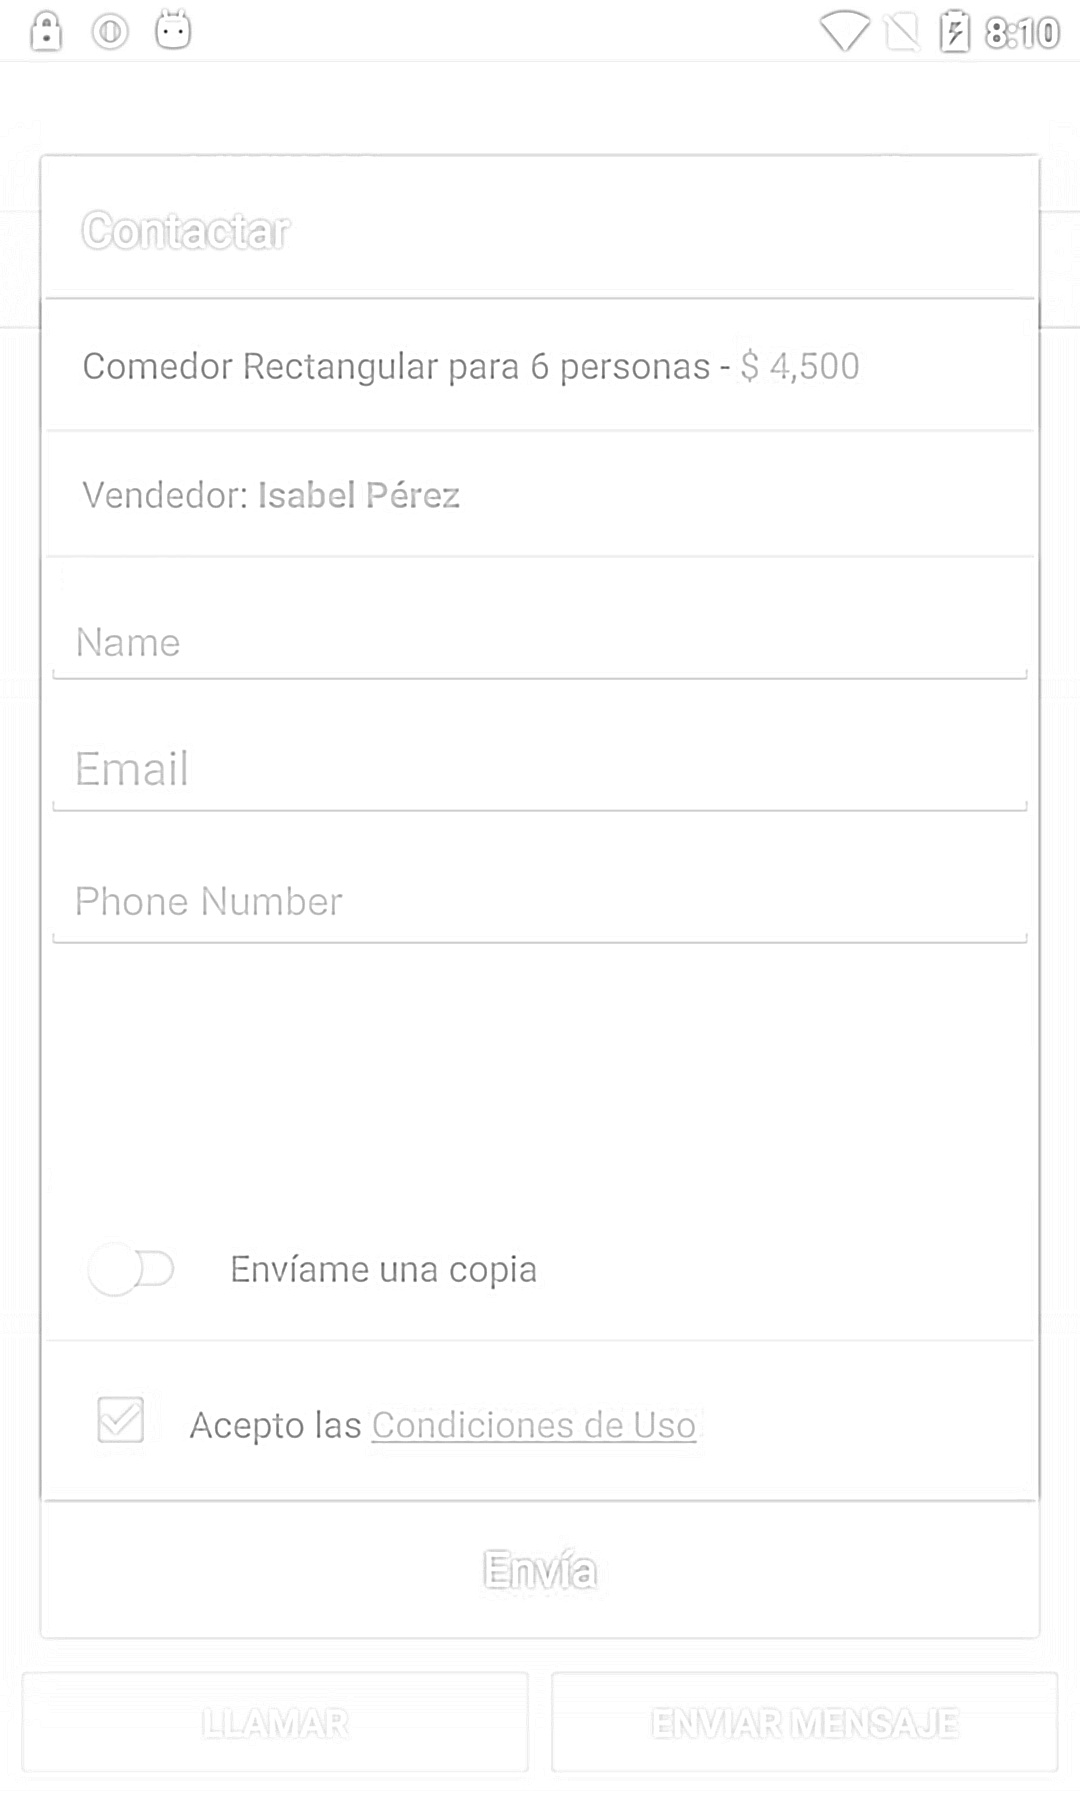 8:10
Contactar
Comedor Rectangular para 6 personas - $ 4,500
Vendedor: Isabel Pérez
Name
Email
Phone Number
Envíame una copia
Acepto las Condiciones de Uso
Envía
LLAMAR
ENVIAR MENSAJE